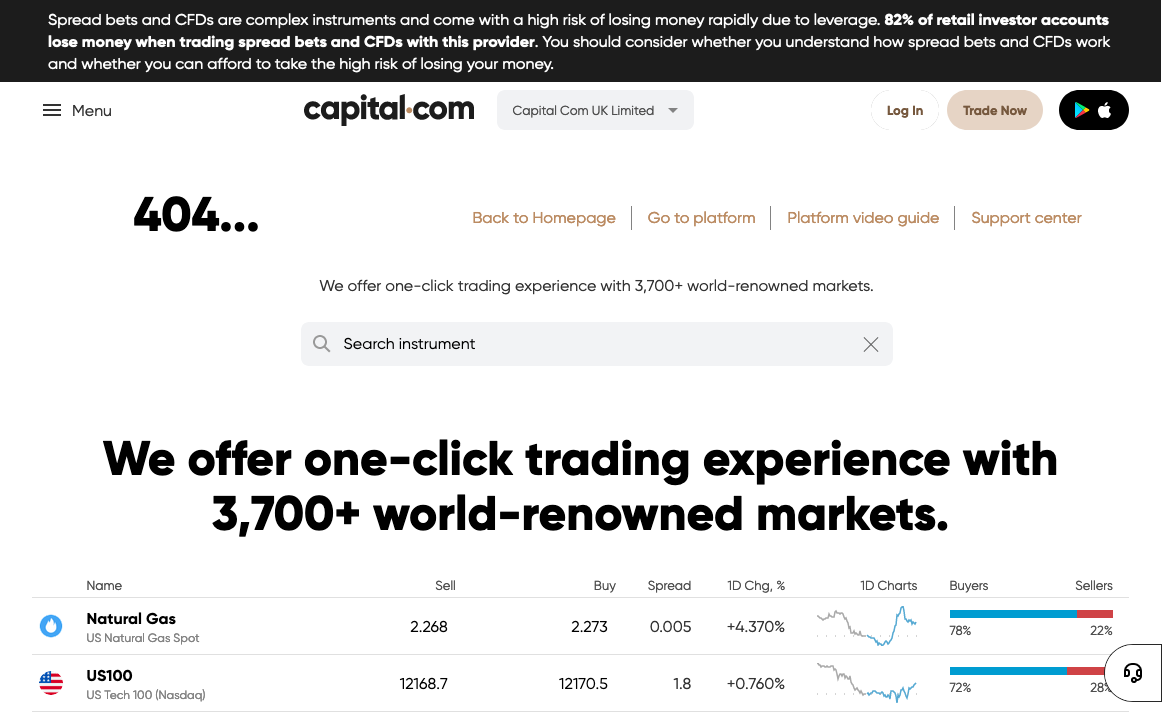 Spread bets and CFDs are complex instruments and come with a high risk of losing money rapidly due to leverage. 82% of retail investor accounts
lose money when trading spread bets and CFDs with this provider. You should consider whether you understand how spread bets and CFDs work
and whether you can afford to take the high risk of losing your money.
Menu
capital.com
Capital Com UK Limited
Log In
Trade Now
404...
Back to Homepage
Go to platform
Platform video guide
Support center
We offer one-click trading experience with 3,700+ world-renowned markets.
Search instrument
We offer one-click trading experience with
3,700+ world-renowned markets.
Name Sell Buy Spread 1D Chg, % 1D Charts Buyers Sellers
Natural Gas
US Natural Gas Spot
2.268 2.273 0.005 +4.370%
78% 22%
US100
US Tech 100 (Nasdaq)
12168.7 12170.5 1.8 +0.760%
72% 28%